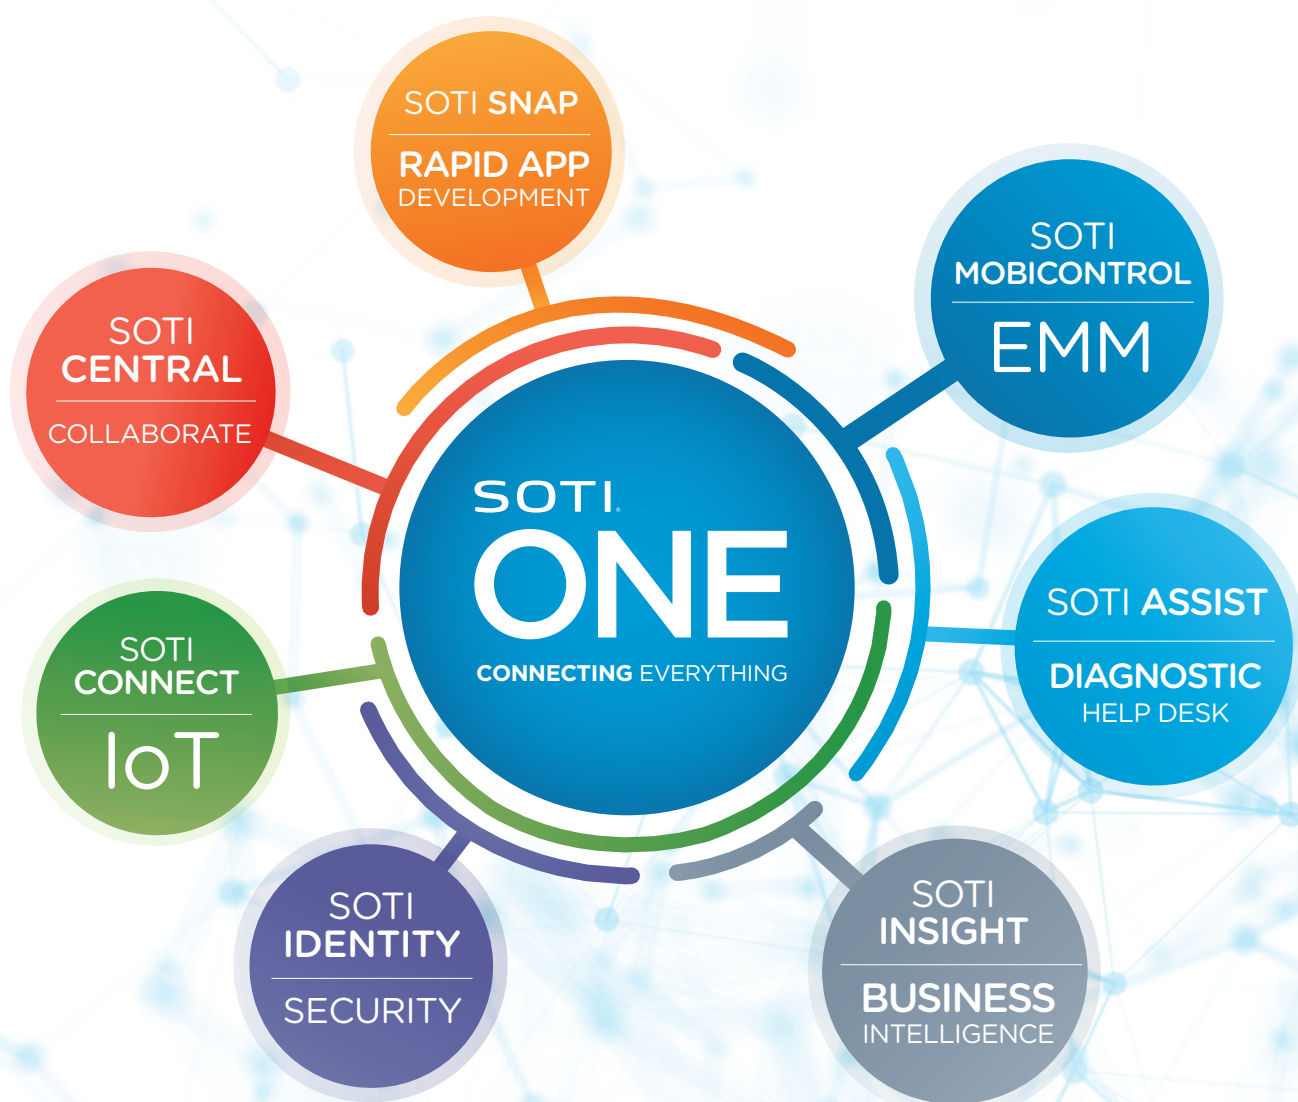 SOTI SNAP
RAPID APP
DEVELOPMENT
SOTI
MOBICONTROL
EMM
SOTI
CENTRAL
COLLABORATE
SOTI
ONE
CONNECTING EVERYTHING
SOTI ASSIST
DIAGNOSTIC
HELP DESK
SOTI
CONNECT
IoT
SOTI
IDENTITY
SECURITY
SOTI
INSIGHT
BUSINESS
INTELLIGENCE